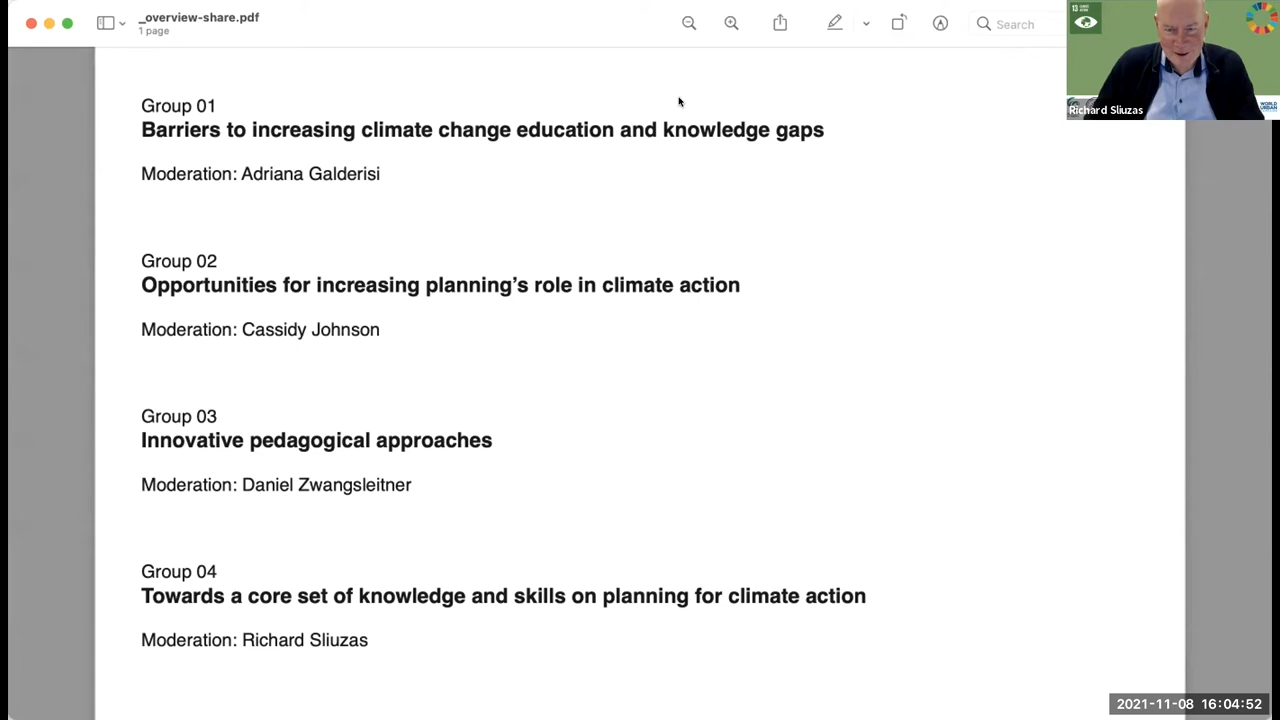 _overview-share.pdf
1 page
Search
13
Richard Sliuzas
WORLD
URBAN
Group 01
Barriers to increasing climate change education and knowledge gaps
Moderation: Adriana Galderisi
Group 02
Opportunities for increasing planning’s role in climate action
Moderation: Cassidy Johnson
Group 03
Innovative pedagogical approaches
Moderation: Daniel Zwangsleitner
Group 04
Towards a core set of knowledge and skills on planning for climate action
Moderation: Richard Sliuzas
2021-11-08 16:04:52